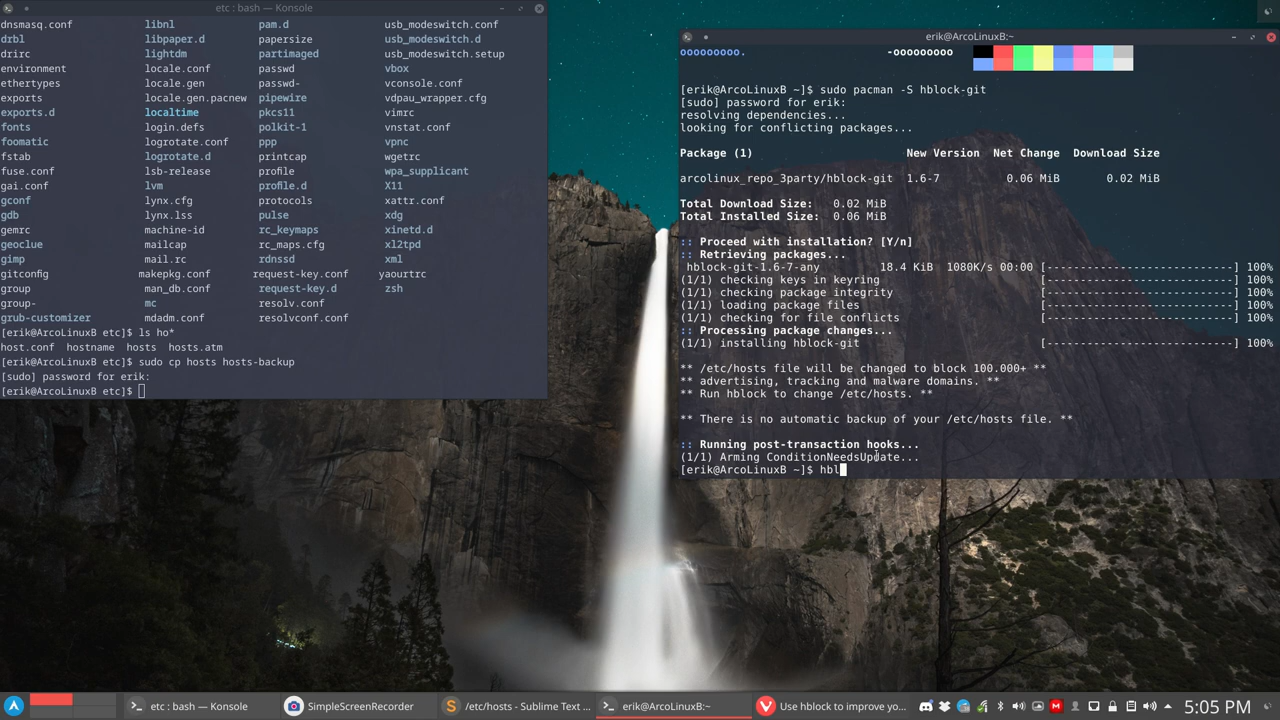 etc : bash — Konsole
dnsmasq.conf libnl pam.d usb_modeswitch.conf
drbl libpaper.d papersize usb_modeswitch.d
drirc lightdm partimaged usb_modeswitch.setup
environment locale.conf passwd vbox
ethertypes locale.gen passwd- vconsole.conf
exports locale.gen.pacnew pipewire vdpau_wrapper.cfg
exports.d localtime pkcs11 vimrc
fonts login.defs polkit-1 vnstat.conf
foomatic logrotate.conf ppp vpnc
fstab logrotate.d printcap wgetrc
fuse.conf lsb-release profile wpa_supplicant
gai.conf lvm profile.d X11
gconf lynx.cfg protocols xattr.conf
gdb lynx.lss pulse xdg
gemrc machine-id rc_keymaps xinetd.d
geoclue mailcap rc_maps.cfg xl2tpd
gimp mail.rc rdnssd xml
gitconfig makepkg.conf request-key.conf yaourtrc
group man_db.conf request-key.d zsh
group- mc resolv.conf
grub-customizer mdadm.conf resolvconf.conf
[erik@ArcoLinuxB etc]$ ls ho*
host.conf hostname hosts hosts.atm
[erik@ArcoLinuxB etc]$ sudo cp hosts hosts-backup
[sudo] password for erik:
[erik@ArcoLinuxB etc]$
erik@ArcoLinuxB:~
ooooooooo. -ooooooooo
[erik@ArcoLinuxB ~]$ sudo pacman -S hblock-git
[sudo] password for erik:
resolving dependencies...
looking for conflicting packages...
Package (1) New Version Net Change Download Size
arcolinux_repo_3party/hblock-git 1.6-7 0.06 MiB 0.02 MiB
Total Download Size: 0.02 MiB
Total Installed Size: 0.06 MiB
:: Proceed with installation? [Y/n]
:: Retrieving packages...
hblock-git-1.6-7-any 18.4 KiB 1080K/s 00:00 [-----------------------------] 100%
(1/1) checking keys in keyring [-----------------------------] 100%
(1/1) checking package integrity [-----------------------------] 100%
(1/1) loading package files [-----------------------------] 100%
(1/1) checking for file conflicts [-----------------------------] 100%
:: Processing package changes...
(1/1) installing hblock-git [-----------------------------] 100%
** /etc/hosts file will be changed to block 100.000+ **
** advertising, tracking and malware domains. **
** Run hblock to change /etc/hosts. **
** There is no automatic backup of your /etc/hosts file. **
:: Running post-transaction hooks...
(1/1) Arming ConditionNeedsUpdate...
[erik@ArcoLinuxB ~]$ hbl
etc : bash — Konsole SimpleScreenRecorder /etc/hosts - Sublime Text ... erik@ArcoLinuxB:~ Use hblock to improve yo... 5:05 PM